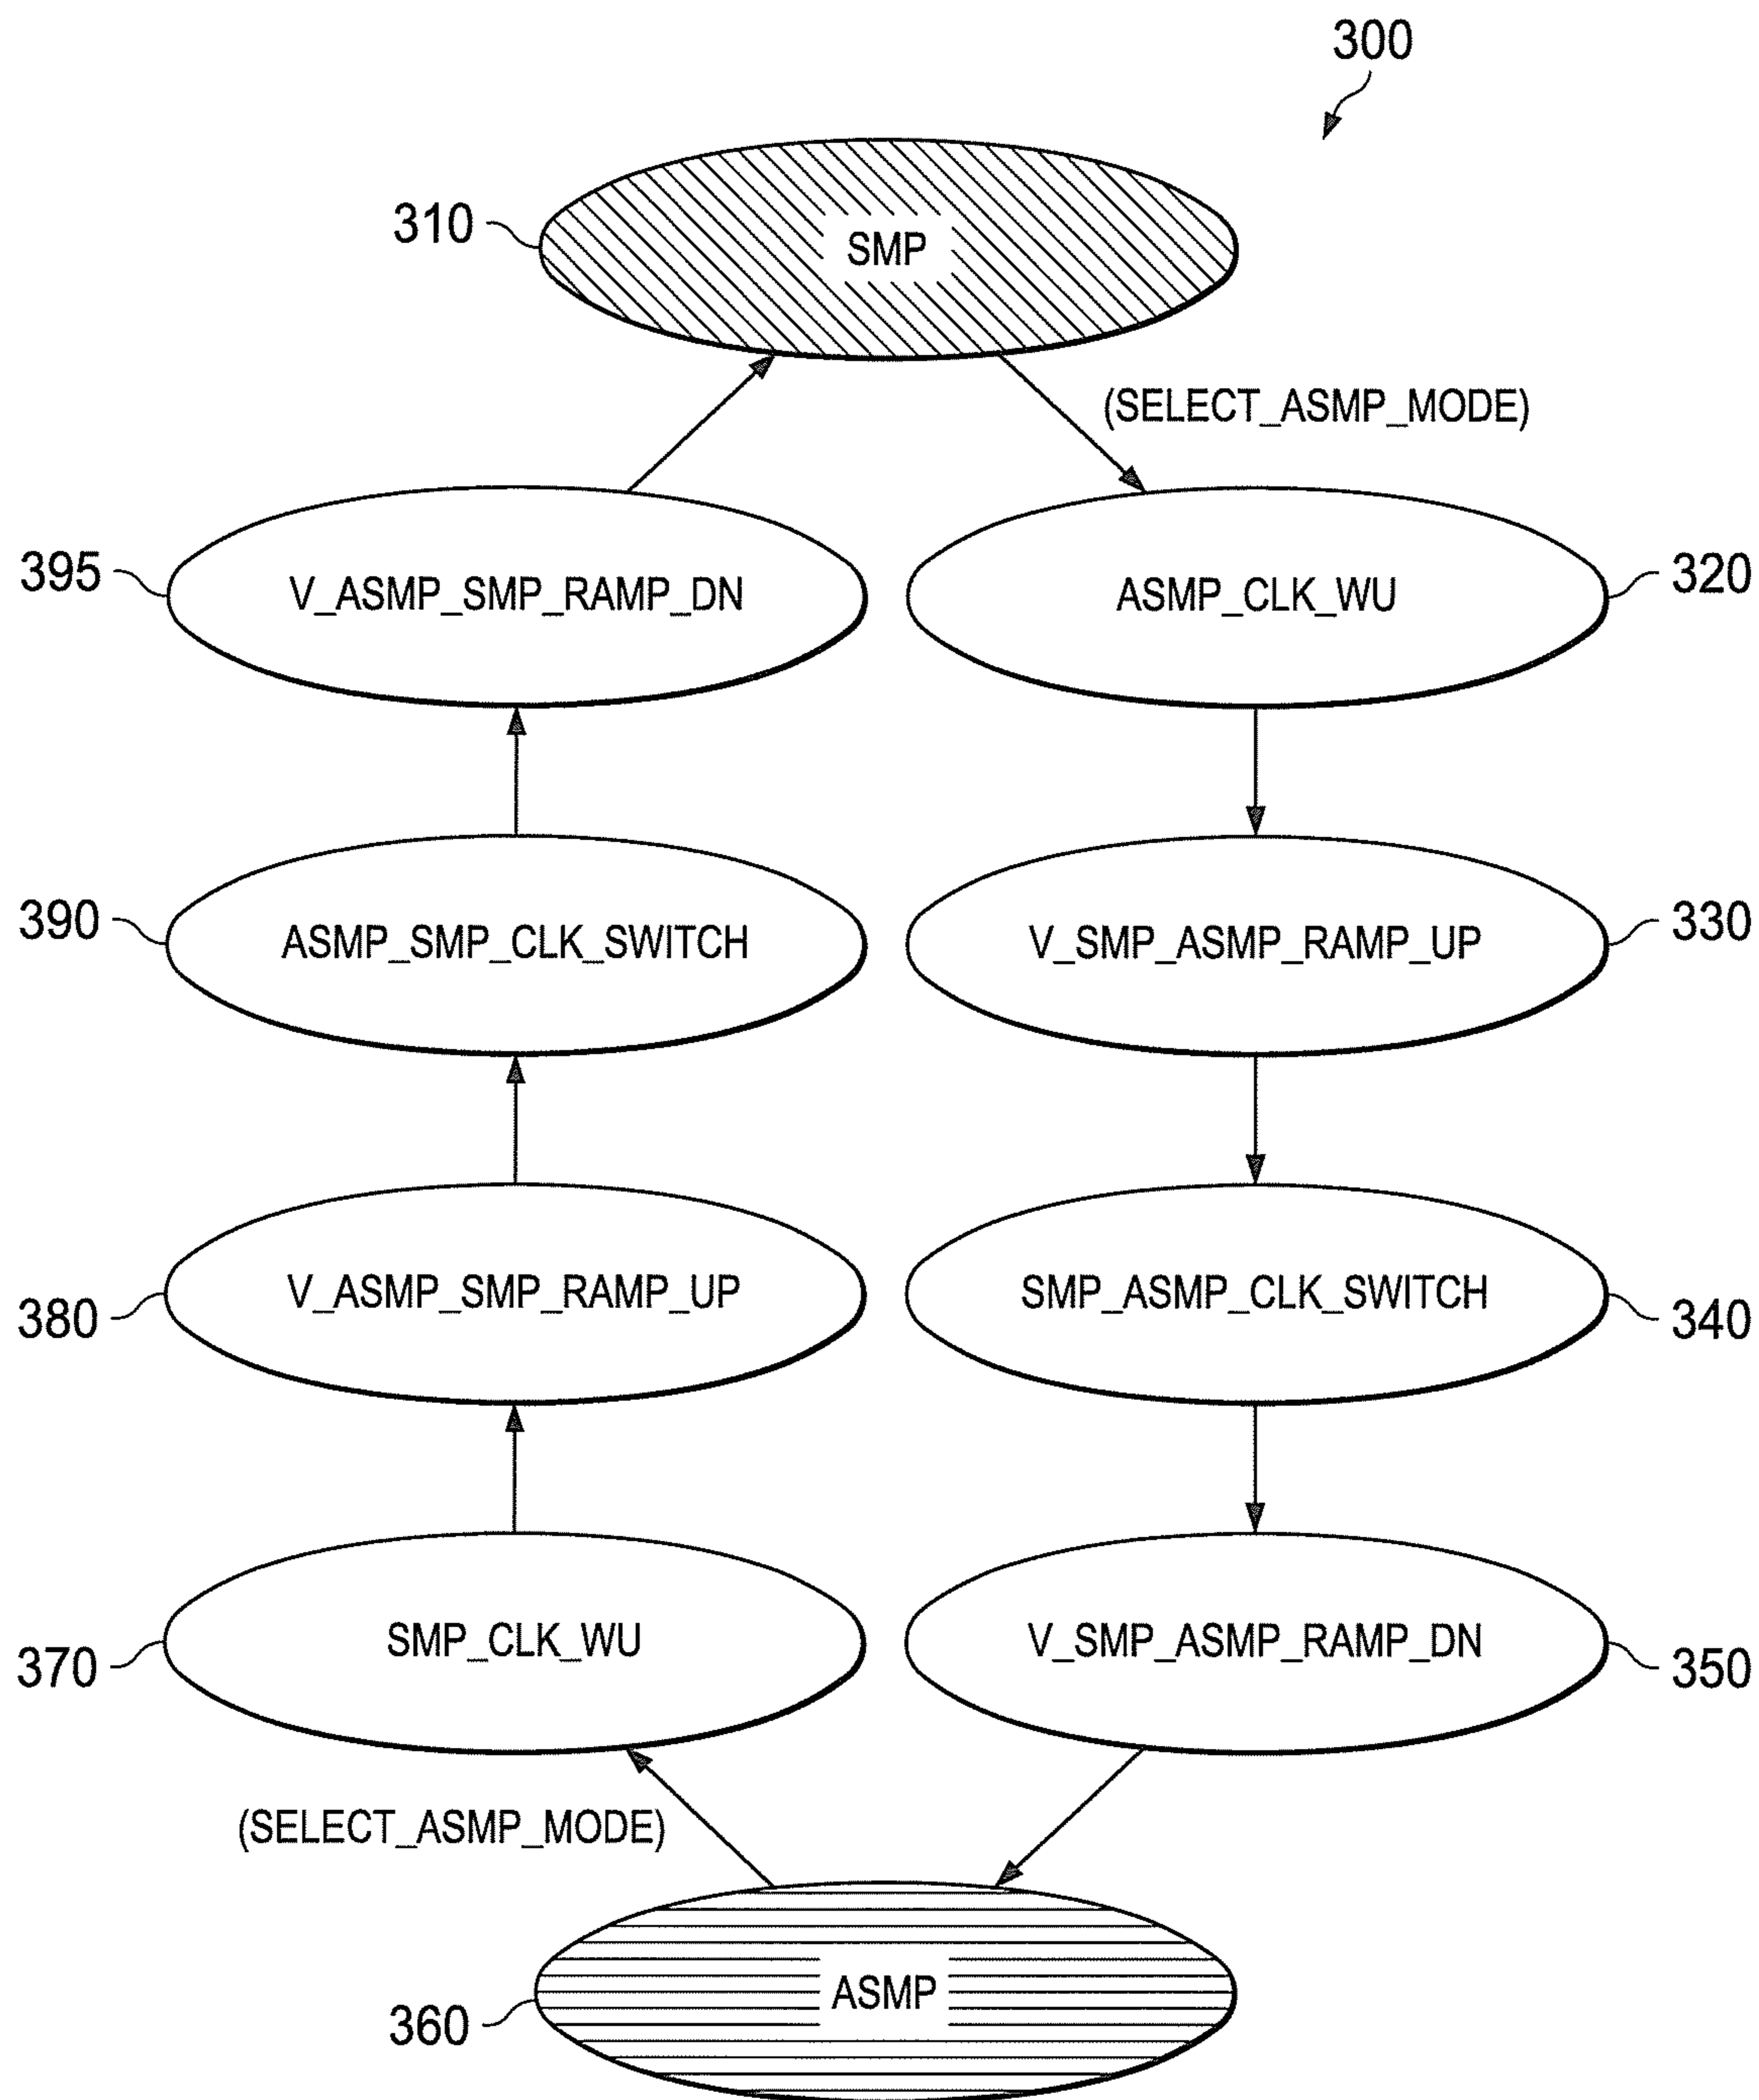 300
310
SMP
(SELECT_ASMP_MODE)
395
V_ASMP_SMP_RAMP_DN
ASMP_CLK_WU
320
390
ASMP_SMP_CLK_SWITCH
V_SMP_ASMP_RAMP_UP
330
380
V_ASMP_SMP_RAMP_UP
SMP_ASMP_CLK_SWITCH
340
370
SMP_CLK_WU
V_SMP_ASMP_RAMP_DN
350
(SELECT_ASMP_MODE)
ASMP
360